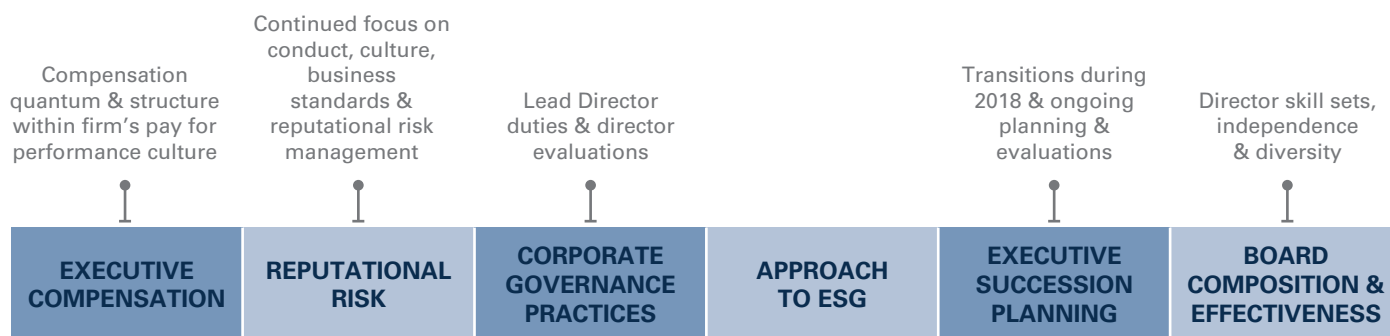 Compensation
quantum & structure
within firm's pay for
performance culture
Continued focus on
conduct, culture,
business
standards &
reputational risk
management
Lead Director
duties & director
evaluations
Transitions during
2018 & ongoing
planning &
evaluations
Director skill sets,
independence
& diversity
EXECUTIVE
COMPENSATION
REPUTATIONAL
RISK
CORPORATE
GOVERNANCE
PRACTICES
APPROACH
TO ESG
EXECUTIVE
SUCCESSION
PLANNING
BOARD
COMPOSITION &
EFFECTIVENESS